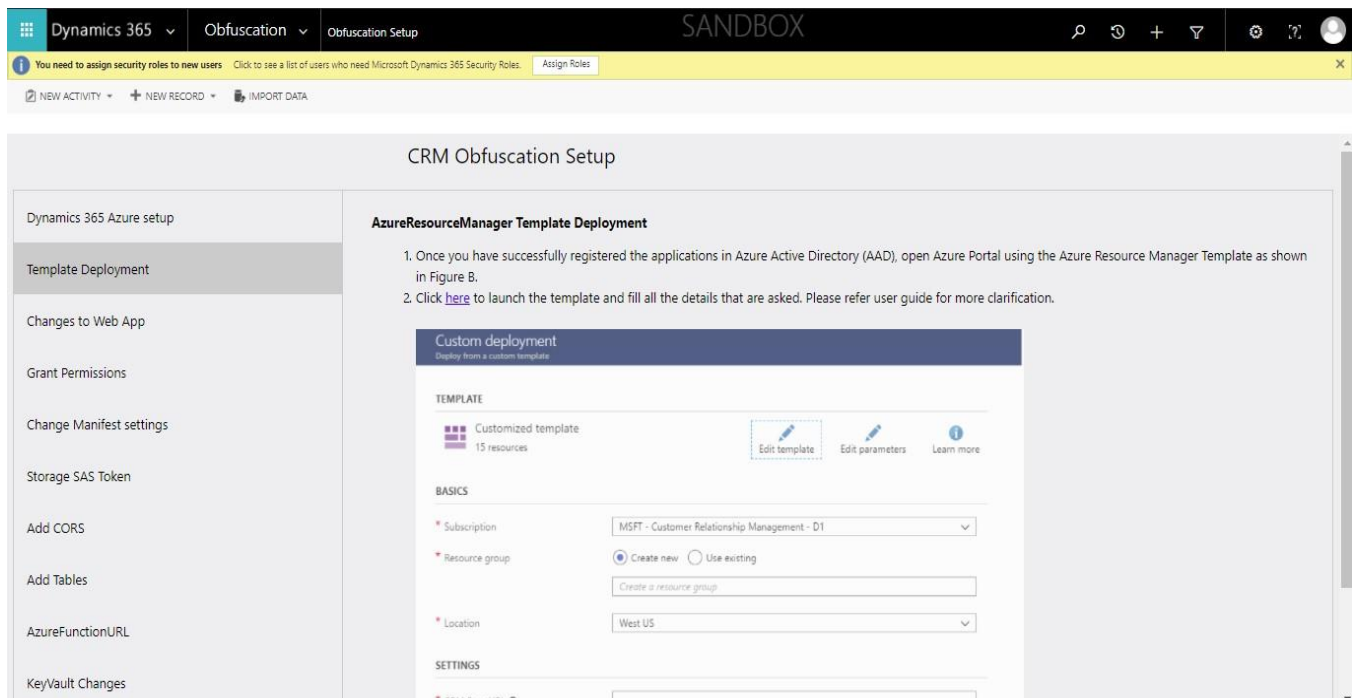 Dynamics 365 Obfuscation Obfuscation Setup SANDBOX
You need to assign security roles to new users Click to see a list of users who need Microsoft Dynamics 365 Security Roles. Assign Roles
NEW ACTIVITY NEW RECORD IMPORT DATA
CRM Obfuscation Setup
Dynamics 365 Azure setup
Template Deployment
Changes to Web App
Grant Permissions
Change Manifest settings
Storage SAS Token
Add CORS
Add Tables
AzureFunctionURL
KeyVault Changes
AzureResourceManager Template Deployment
1. Once you have successfully registered the applications in Azure Active Directory (AAD), open Azure Portal using the Azure Resource Manager Template as shown
in Figure B.
2. Click here to launch the template and fill all the details that are asked. Please refer user guide for more clarification.
Custom deployment
Deploy from a custom template
TEMPLATE
Customized template
15 resources
Edit template Edit parameters Learn more
BASICS
* Subscription MSFT - Customer Relationship Management - D1
* Resource group Create new Use existing
Create a resource group
* Location West US
SETTINGS